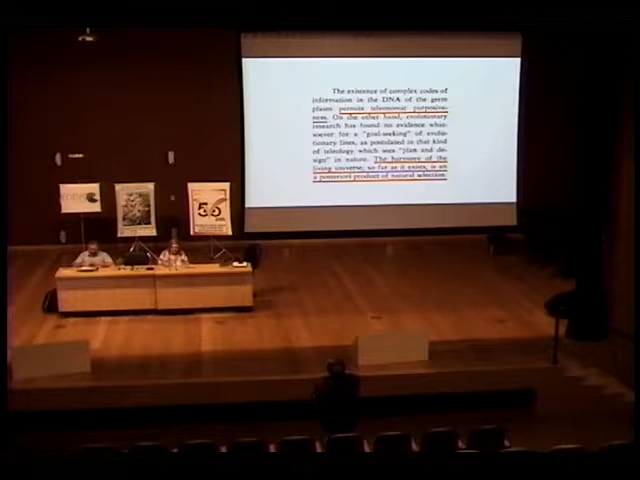 The existence of complex codes of
information in the DNA of the germ
plasm permits teleonomic purposive-
ness. On the other hand, evolutionary
research has found no evidence what-
soever for a "goal-seeking" of evolu-
tionary lines, as postulated in that kind
of teleology which sees "plan and de-
sign" in nature. The harmony of the
living universe, so far as it exists, is an
a posteriori product of natural selection.
56